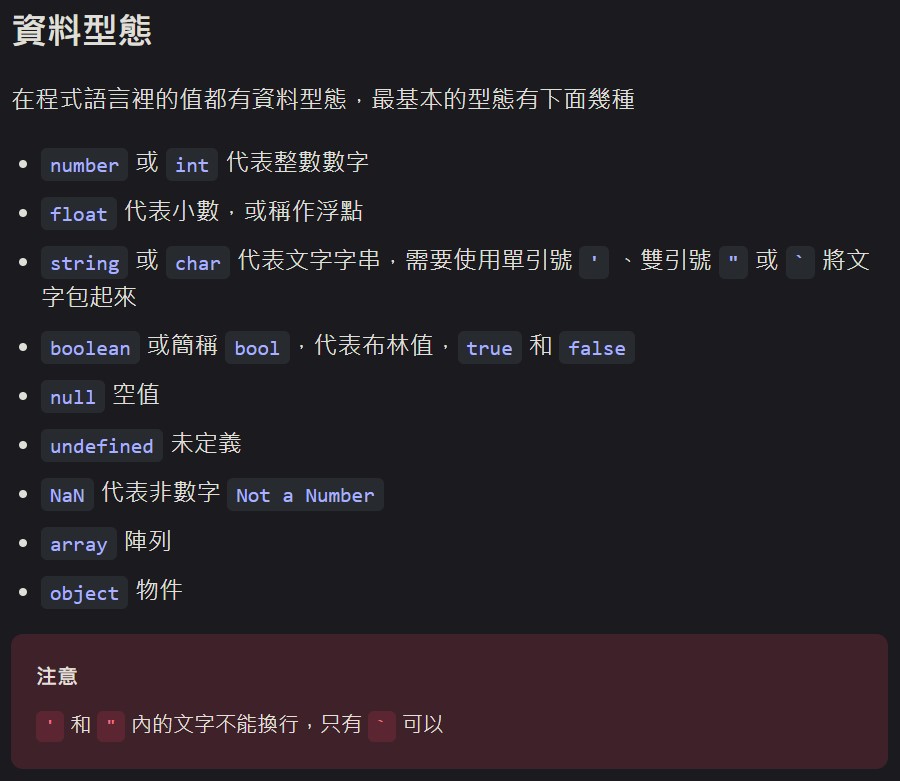 資料型態
在程式語言裡的值都有資料型態，最基本的型態有下面幾種
number 或 int 代表整數數字
float 代表小數，或稱作浮點
string 或 char 代表文字字串，需要使用單引號 ' 、雙引號 " 或 ` 將文
字包起來
boolean 或簡稱 bool，代表布林值，true 和 false
null 空值
undefined 未定義
NaN 代表非數字 Not a Number
array 陣列
object 物件
注意
' 和 " 內的文字不能換行，只有 ` 可以